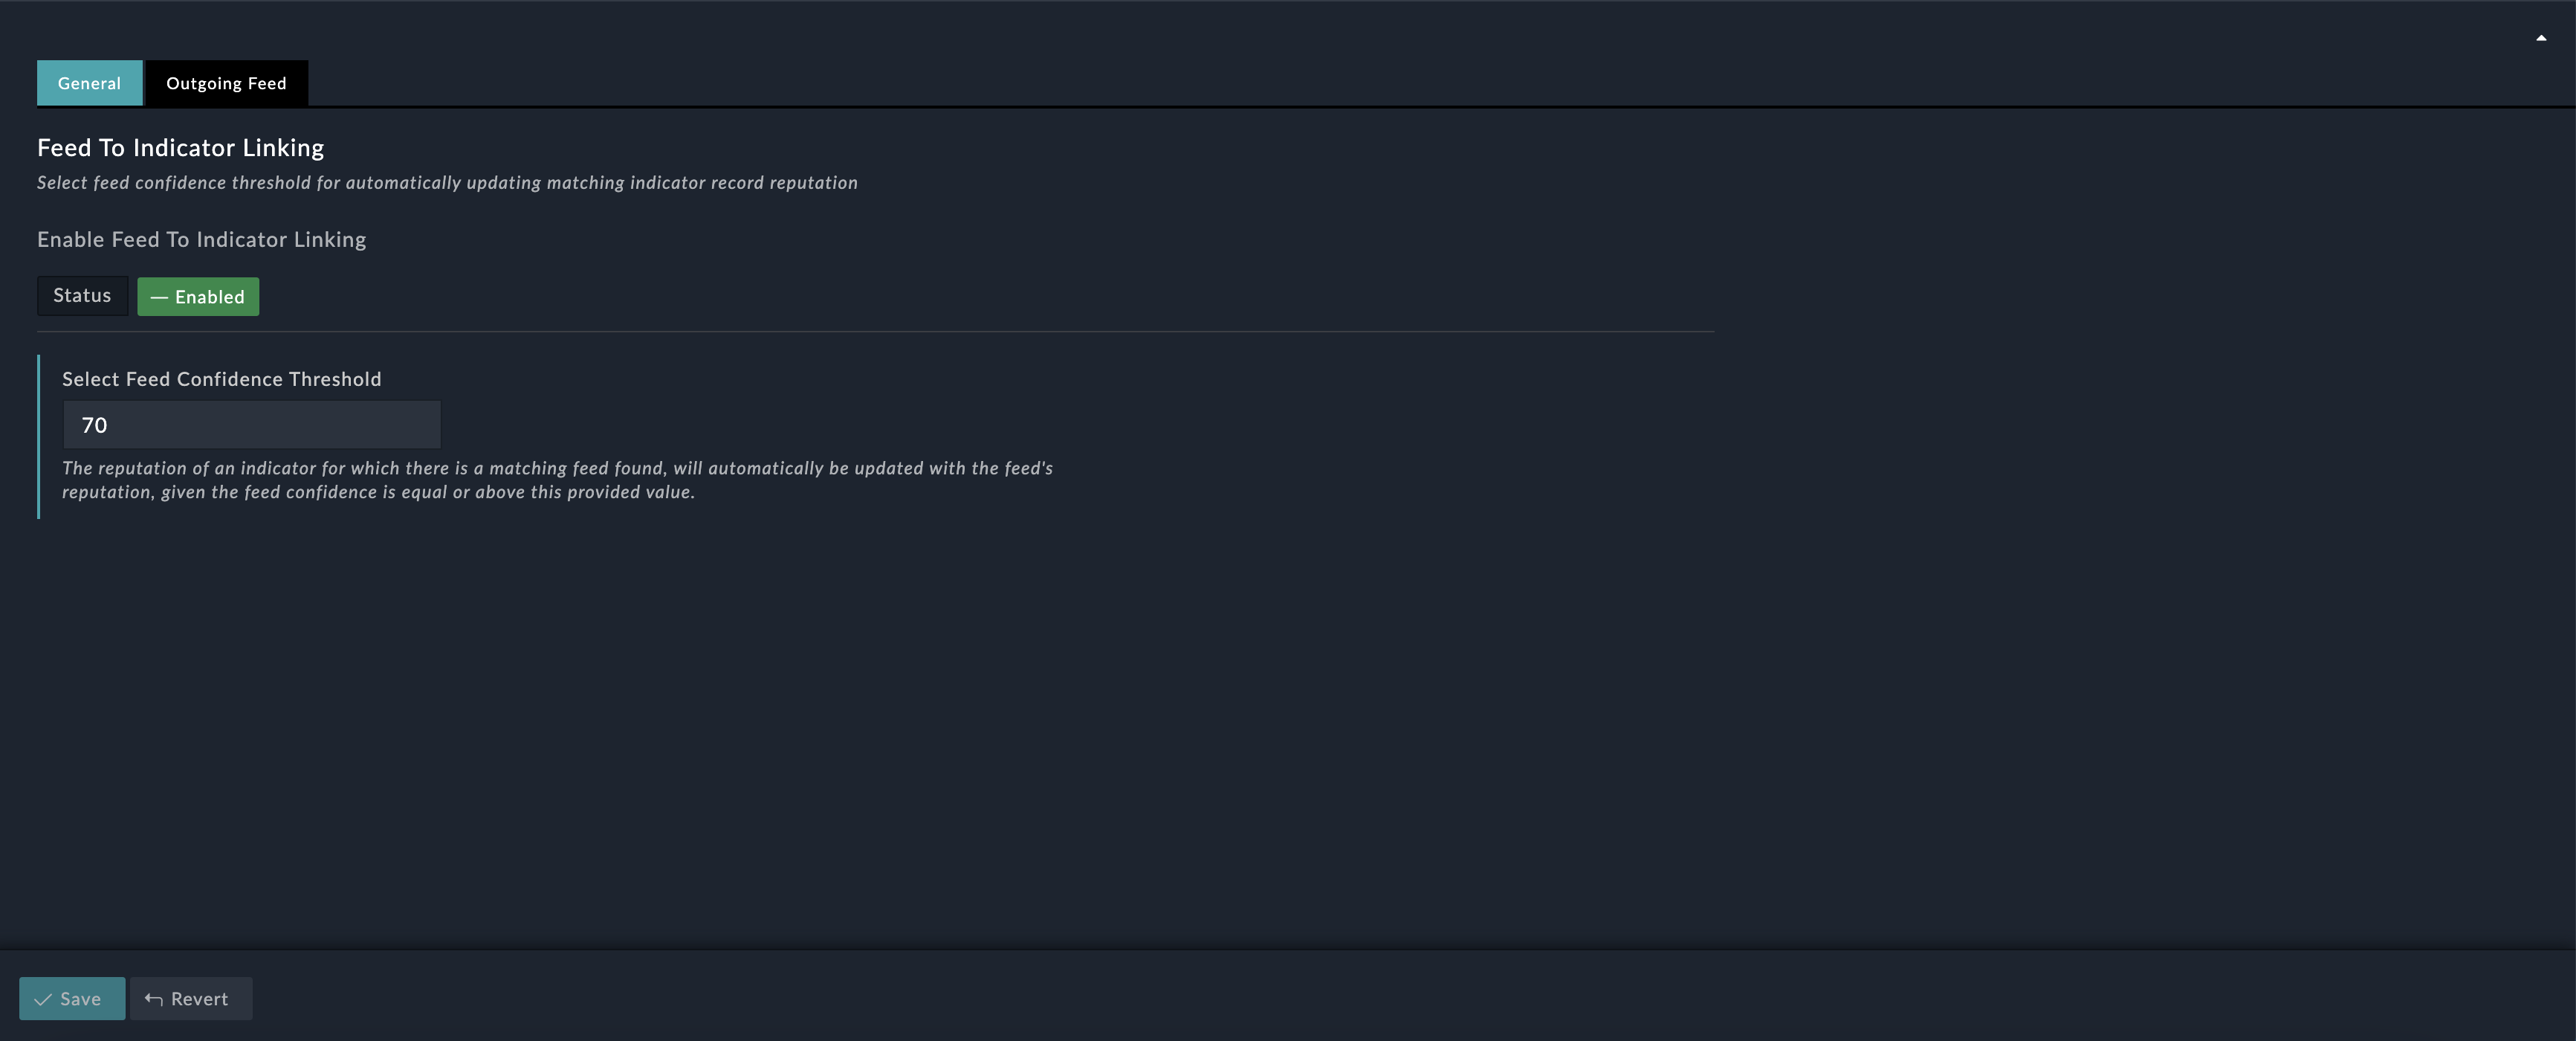 General Outgoing Feed
Feed To Indicator Linking
Select feed confidence threshold for automatically updating matching indicator record reputation
Enable Feed To Indicator Linking
Status — Enabled
Select Feed Confidence Threshold
70
The reputation of an indicator for which there is a matching feed found, will automatically be updated with the feed's
reputation, given the feed confidence is equal or above this provided value.
Save Revert